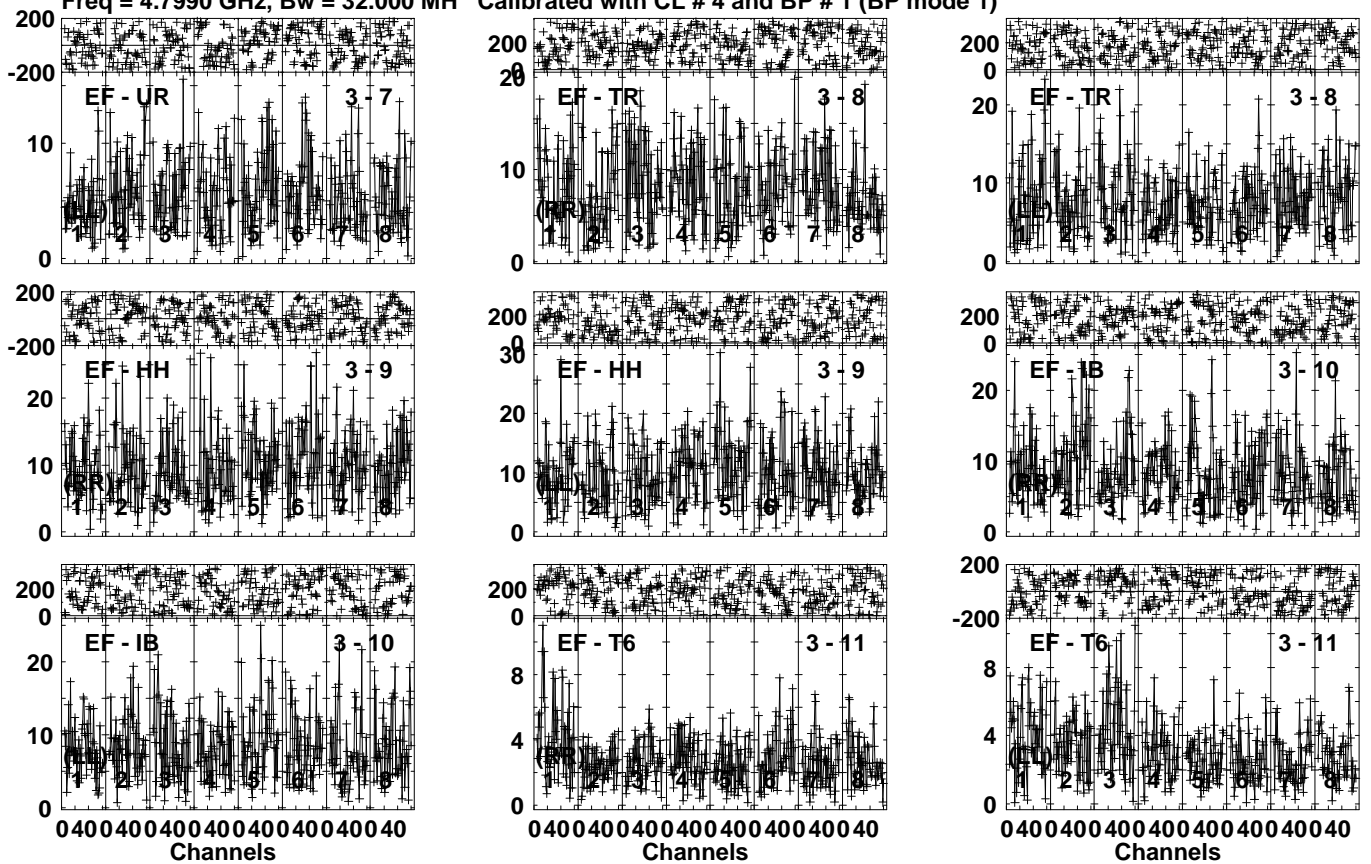 Freq = 4.7990 GHz, Bw = 32.000 MH Calibrated with CL # 4 and BP # 1 (BP mode 1)
200
-200
EF - UR 3 - 7
10
(LL)
1 2 3 4 5 6 7 8
0
200
0
20
EF - TR 3 - 8
10
(RR)
1 2 3 4 5 6 7 8
0
200
0
20
EF - TR 3 - 8
10
(LL)
1 2 3 4 5 6 7 8
0
200
-200
EF - HH 3 - 9
20
10
(RR)
1 2 3 4 5 6 7 8
0
200
0
30
EF - HH 3 - 9
20
10
(LL)
1 2 3 4 5 6 7 8
0
200
0
EF - IB 3 - 10
20
10
(RR)
1 2 3 4 5 6 7 8
0
200
0
EF - IB 3 - 10
20
10
(LL)
1 2 3 4 5 6 7 8
0
0 40 0 40 0 40 0 40 0 40 0 40 0 40 0 40
Channels
200
0
EF - T6 3 - 11
8
4
(RR)
1 2 3 4 5 6 7 8
0
0 40 0 40 0 40 0 40 0 40 0 40 0 40 0 40
Channels
200
-200
EF - T6 3 - 11
8
4
(LL)
1 2 3 4 5 6 7 8
0
0 40 0 40 0 40 0 40 0 40 0 40 0 40 0 40
Channels